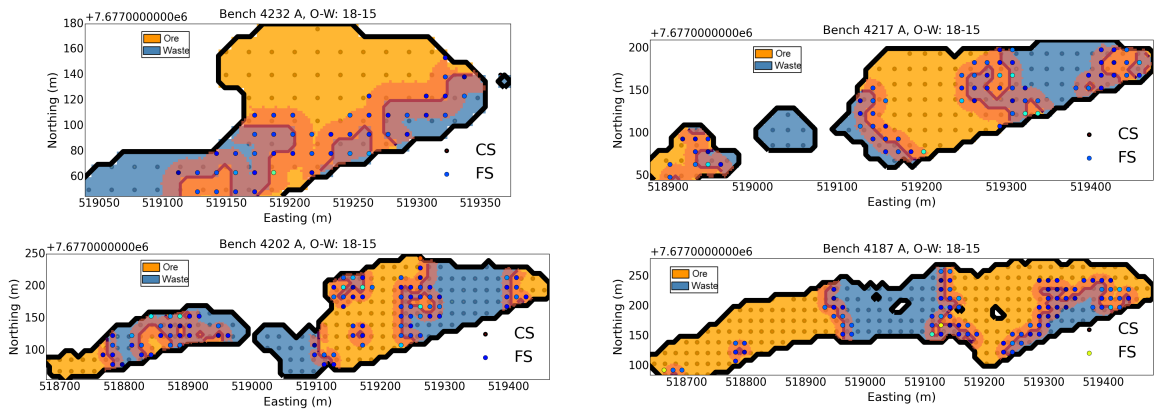 +7.6770000000e6
Bench 4232 A, O-W: 18-15
180
160
140
120
100
80
60
Northing (m)
Ore
Waste
CS
FS
519050 519100 519150 519200 519250 519300 519350
Easting (m)
+7.6770000000e6
Bench 4217 A, O-W: 18-15
200
150
100
50
Northing (m)
Ore
Waste
CS
FS
518900 519000 519100 519200 519300 519400
Easting (m)
+7.6770000000e6
Bench 4202 A, O-W: 18-15
250
200
150
100
Northing (m)
Ore
Waste
CS
FS
518700 518800 518900 519000 519100 519200 519300 519400
Easting (m)
+7.6770000000e6
Bench 4187 A, O-W: 18-15
250
200
150
100
Northing (m)
Ore
Waste
CS
FS
518700 518800 518900 519000 519100 519200 519300 519400
Easting (m)